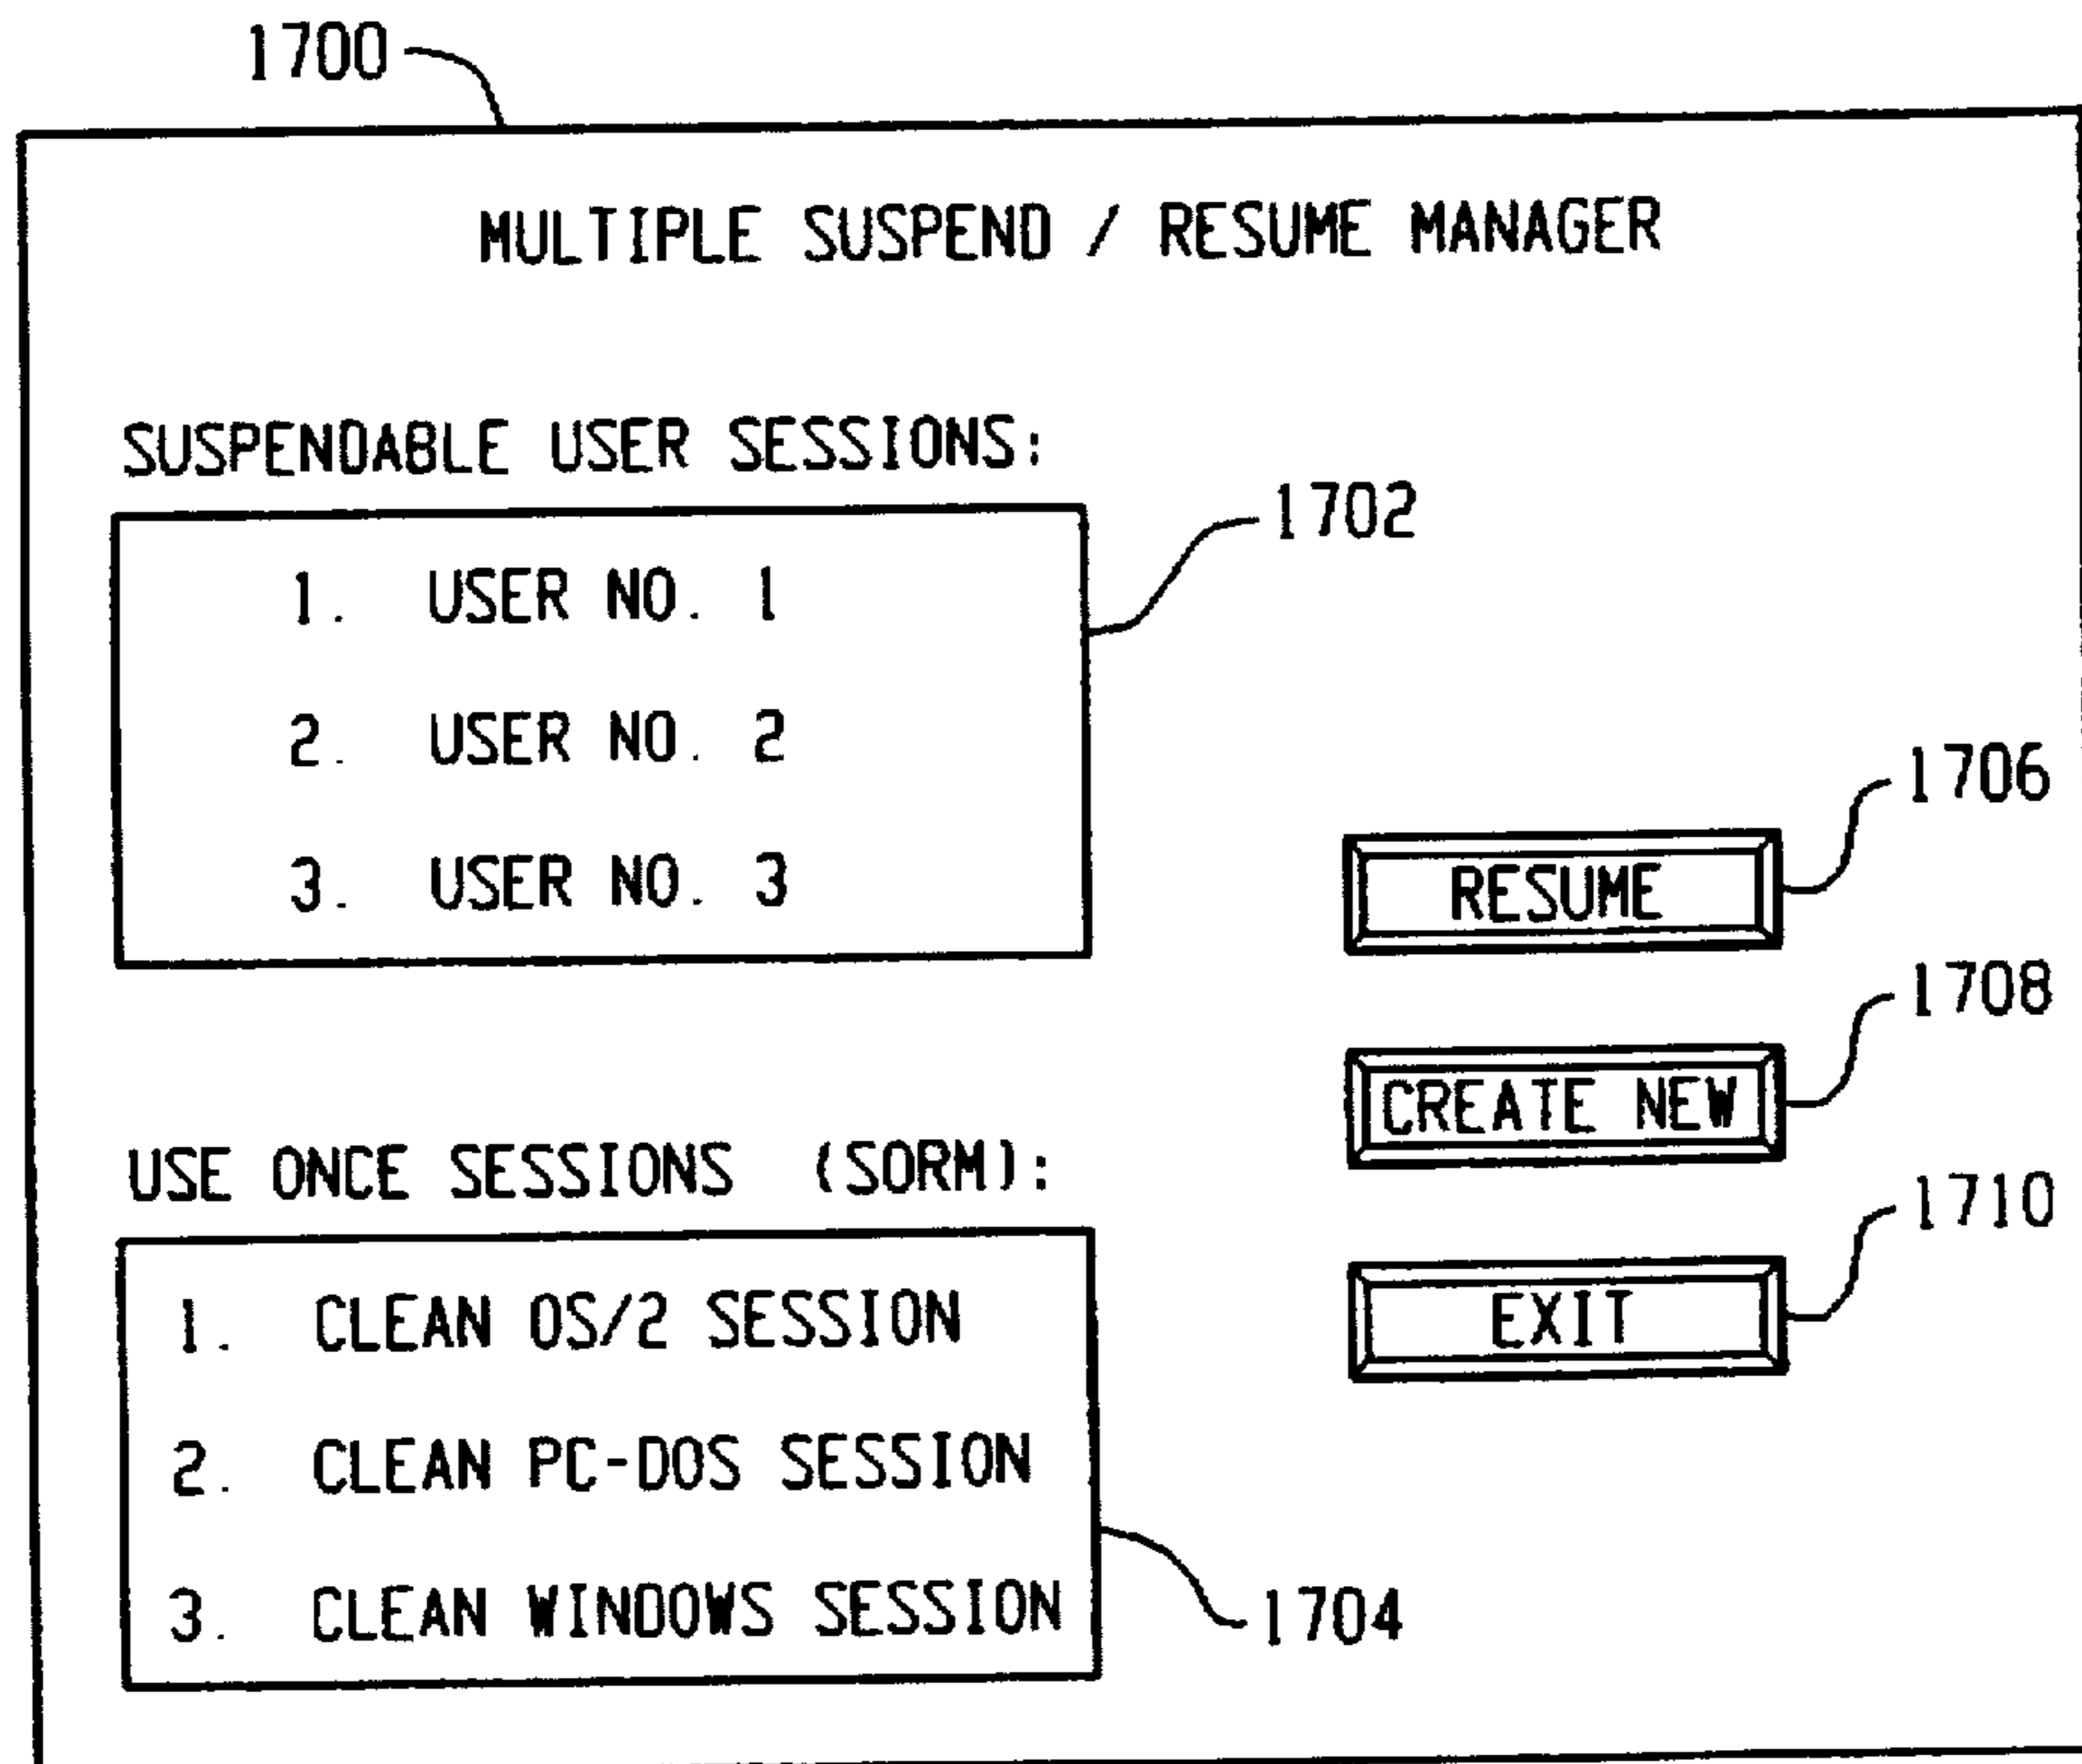 1700
MULTIPLE SUSPEND / RESUME MANAGER
SUSPENDABLE USER SESSIONS:
1702
1. USER NO. 1
2. USER NO. 2
3. USER NO. 3
1706
RESUME
1708
CREATE NEW
1710
EXIT
USE ONCE SESSIONS (SORM):
1. CLEAN OS/2 SESSION
2. CLEAN PC-DOS SESSION
3. CLEAN WINDOWS SESSION
1704